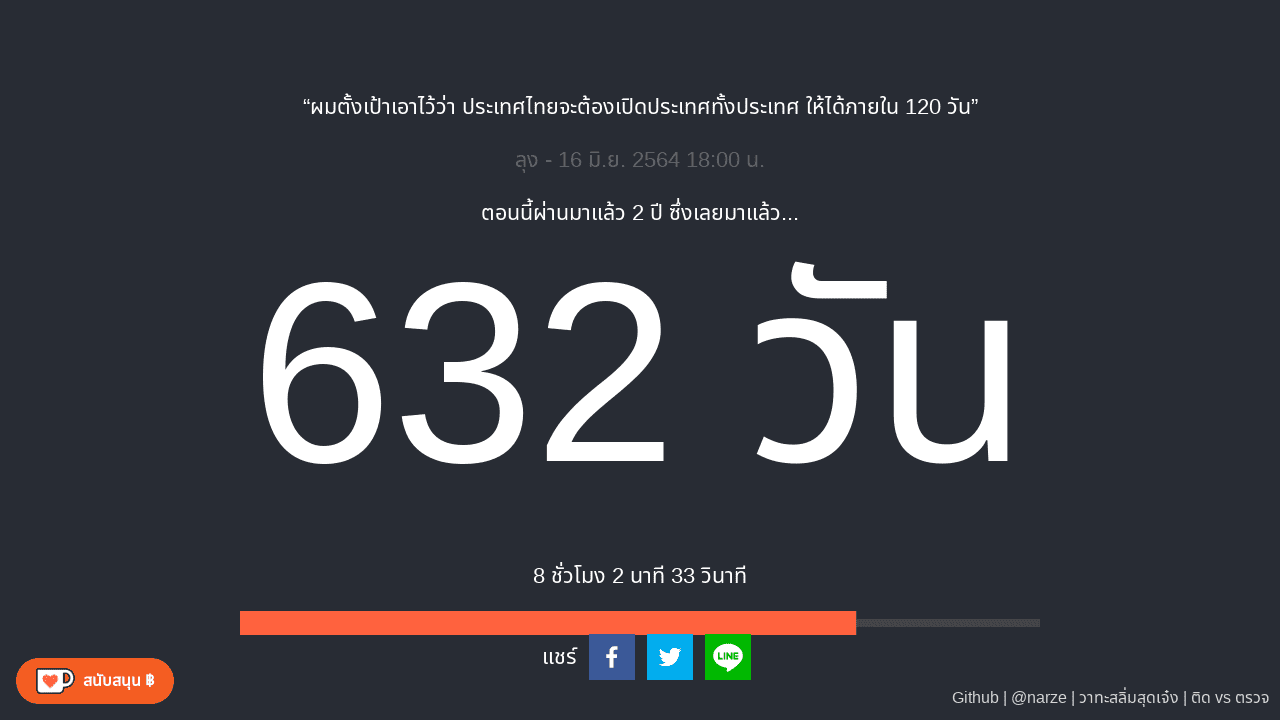 “ผมตั้งเป้าเอาไว้ว่า ประเทศไทยจะต้องเปิดประเทศทั้งประเทศ ให้ได้ภายใน 120 วัน”
ลุง - 16 มิ.ย. 2564 18:00 น.
ตอนนี้ผ่านมาแล้ว 2 ปี ซึ่งเลยมาแล้ว...
632 วัน
8 ชั่วโมง 2 นาที 33 วินาที
แชร์
LINE
สนับสนุน ฿
Github | @narze | วาทะสลิ่มสุดเจ๋ง | ติด vs ตรวจ